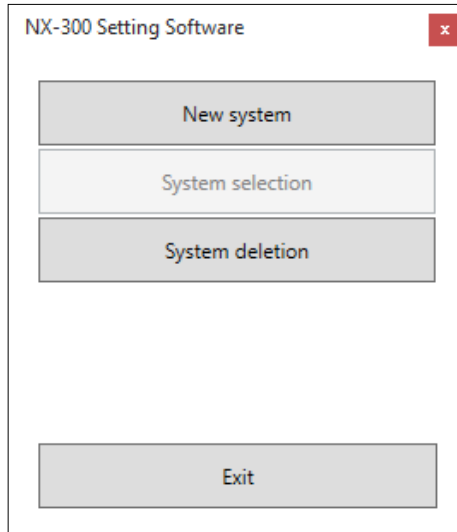 NX-300 Setting Software
x
New system
System selection
System deletion
Exit